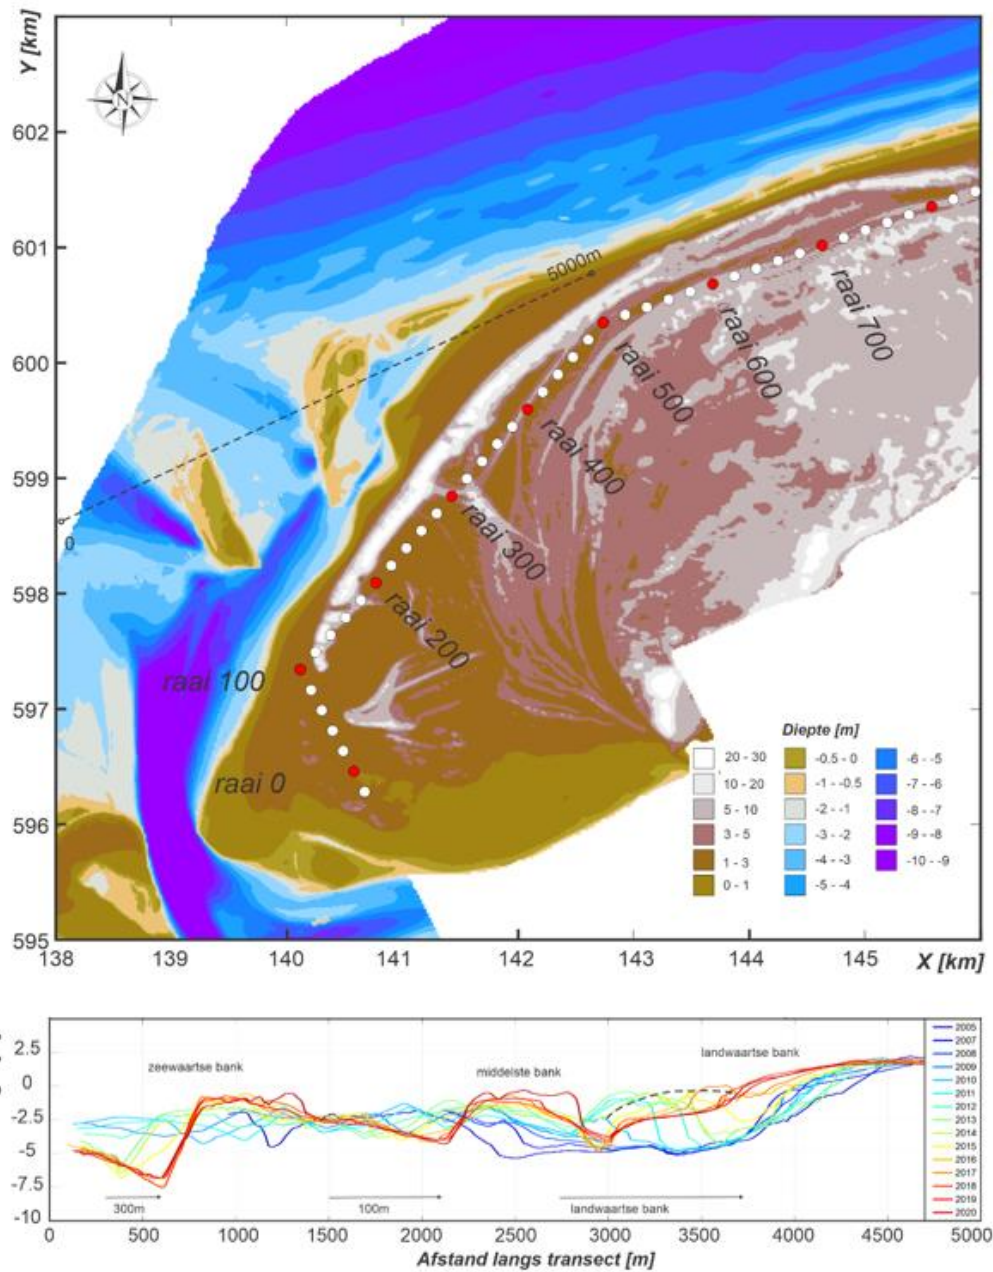 Y [km]
N
602
601
600
599
598
597
596
595
5000m
0
raai 700
raai 600
raai 500
raai 400
raai 300
raai 200
raai 100
raai 0
Diepte [m]
20 - 30
10 - 20
5 - 10
3 - 5
1 - 3
0 - 1
-0.5 - 0
-1 - -0.5
-2 - -1
-3 - -2
-4 - -3
-5 - -4
-6 - -5
-7 - -6
-8 - -7
-9 - -8
-10 - -9
138 139 140 141 142 143 144 145 X [km]
2.5
0
-2.5
-5
-7.5
-10
zeewaartse bank
middelste bank
landwaartse bank
300m
100m
landwaartse bank
2005
2007
2008
2009
2010
2011
2012
2013
2014
2015
2016
2017
2018
2019
2020
0 500 1000 1500 2000 2500 3000 3500 4000 4500 5000
Afstand langs transect [m]